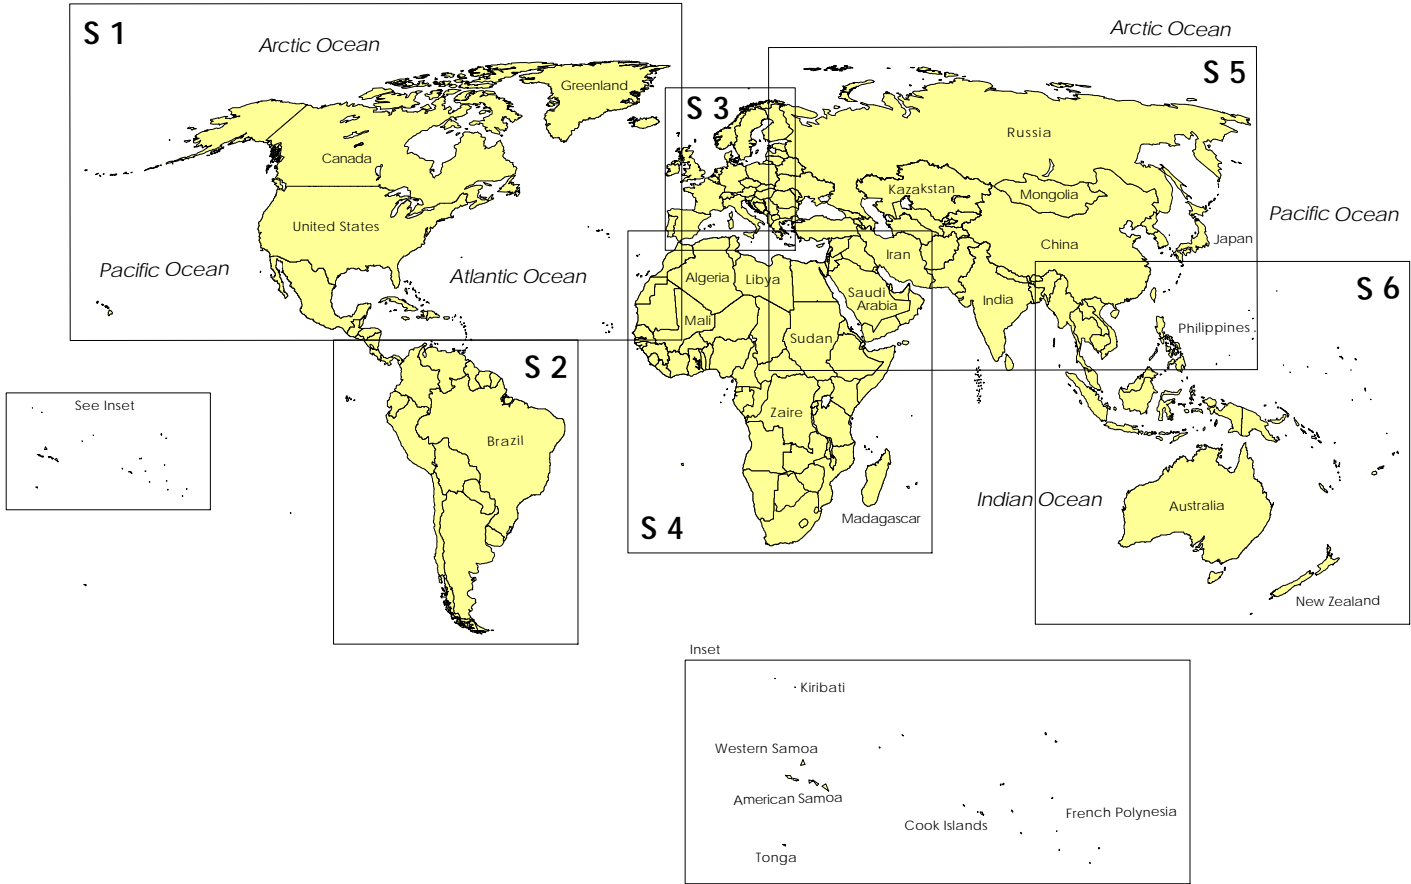 S 1
Arctic Ocean
Arctic Ocean
S 5
Greenland
S 3
Russia
Canada
Kazakstan
Mongolia
United States
Pacific Ocean
China
Japan
Iran
Pacific Ocean
Atlantic Ocean
Algeria
Libya
Saudi
Arabia
India
S 6
Mali
Sudan
Philippines
S 2
See Inset
Zaire
Brazil
Indian Ocean
Australia
Madagascar
S 4
New Zealand
Inset
Kiribati
Western Samoa
American Samoa
French Polynesia
Cook Islands
Tonga